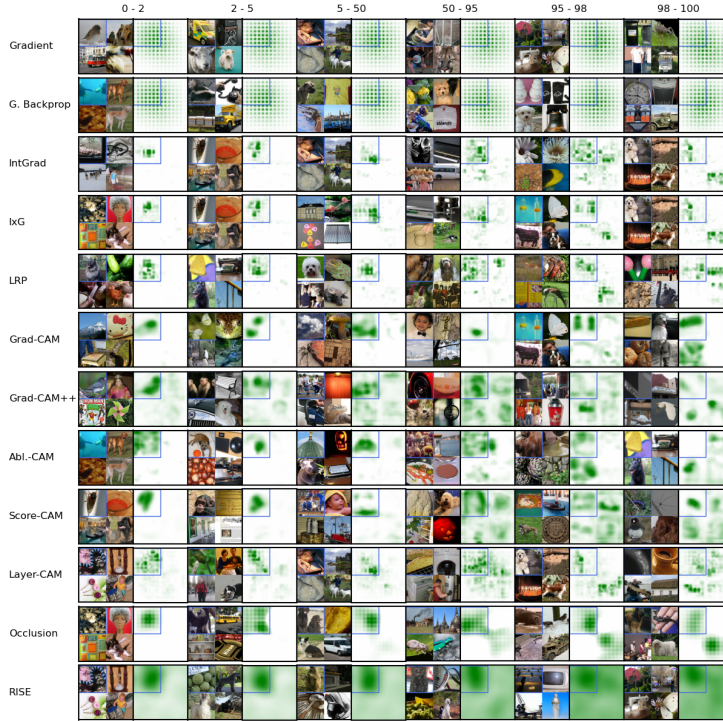 0 - 2 2 - 5 5 - 50 50 - 95 95 - 98 98 - 100
Gradient
G. Backprop
IntGrad
IxG
LRP
Grad-CAM
Grad-CAM++
Abl.-CAM
Score-CAM
Layer-CAM
Occlusion
RISE